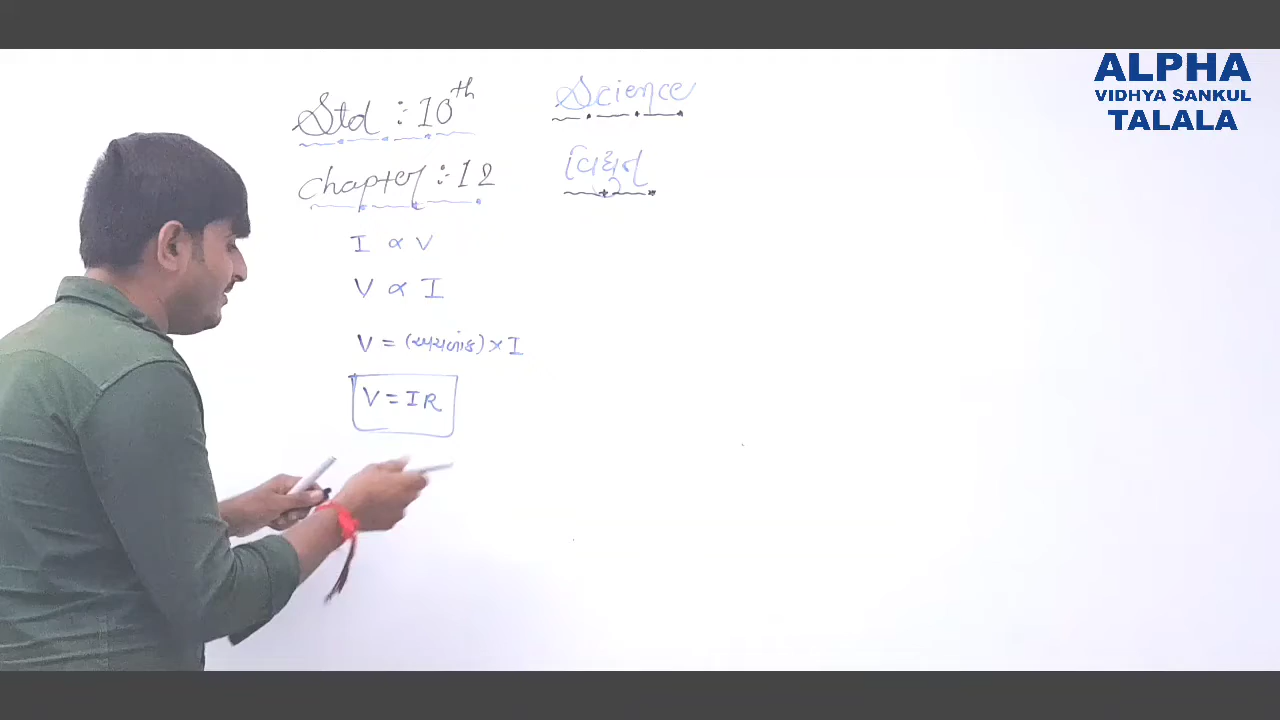 Std : 10th
Science
chapter : 12
વિદ્યુત
I ∝ V
V ∝ I
V = (અચળાંક) × I
V = IR
ALPHA
VIDHYA SANKUL
TALALA